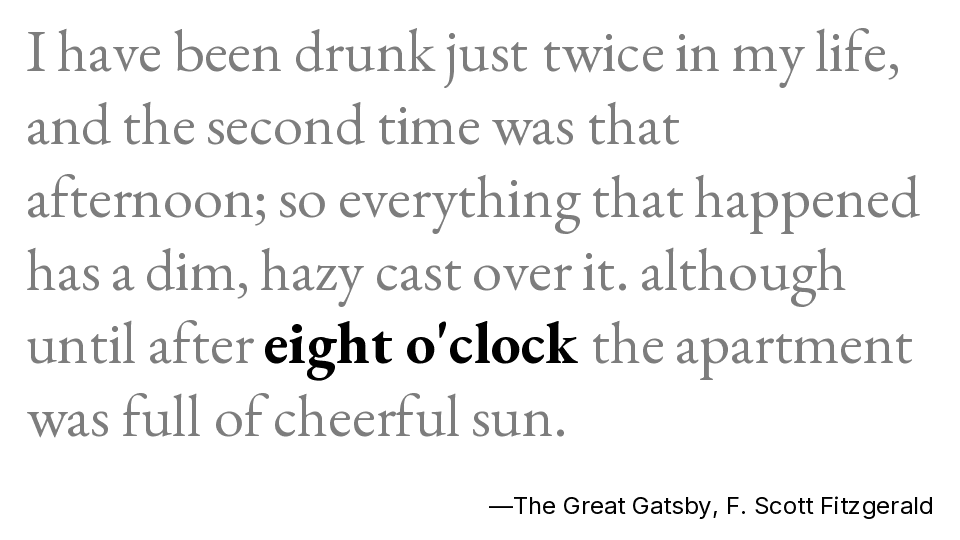 I have been drunk just twice in my life,
and the second time was that
afternoon; so everything that happened
has a dim, hazy cast over it. although
until after eight o'clock the apartment
was full of cheerful sun.
—The Great Gatsby, F. Scott Fitzgerald